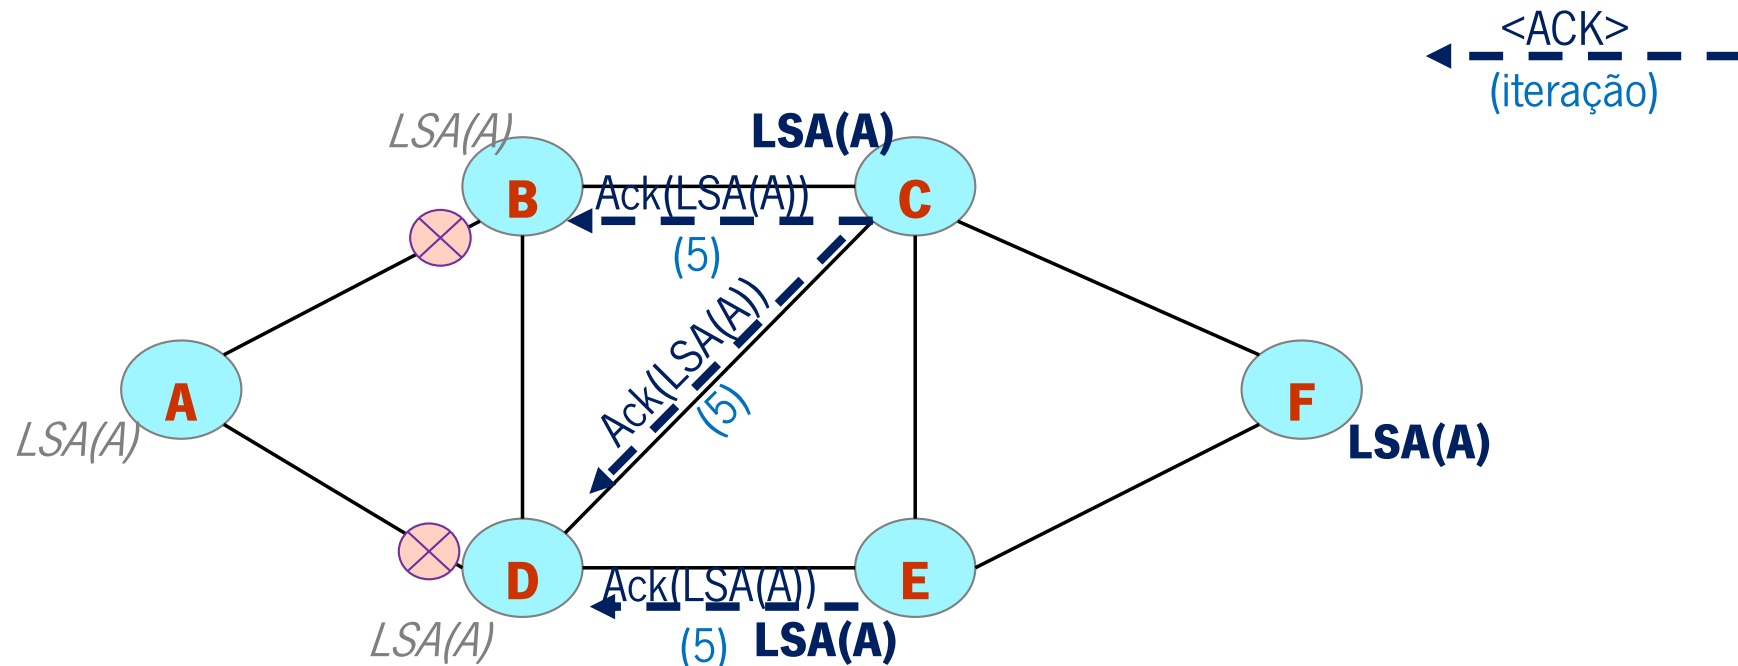 <ACK>
(iteração)
LSA(A)
LSA(A)
B
Ack(LSA(A))
C
(5)
Ack(LSA(A))
(5)
A
F
LSA(A)
LSA(A)
D
Ack(LSA(A))
E
LSA(A)
(5)
LSA(A)